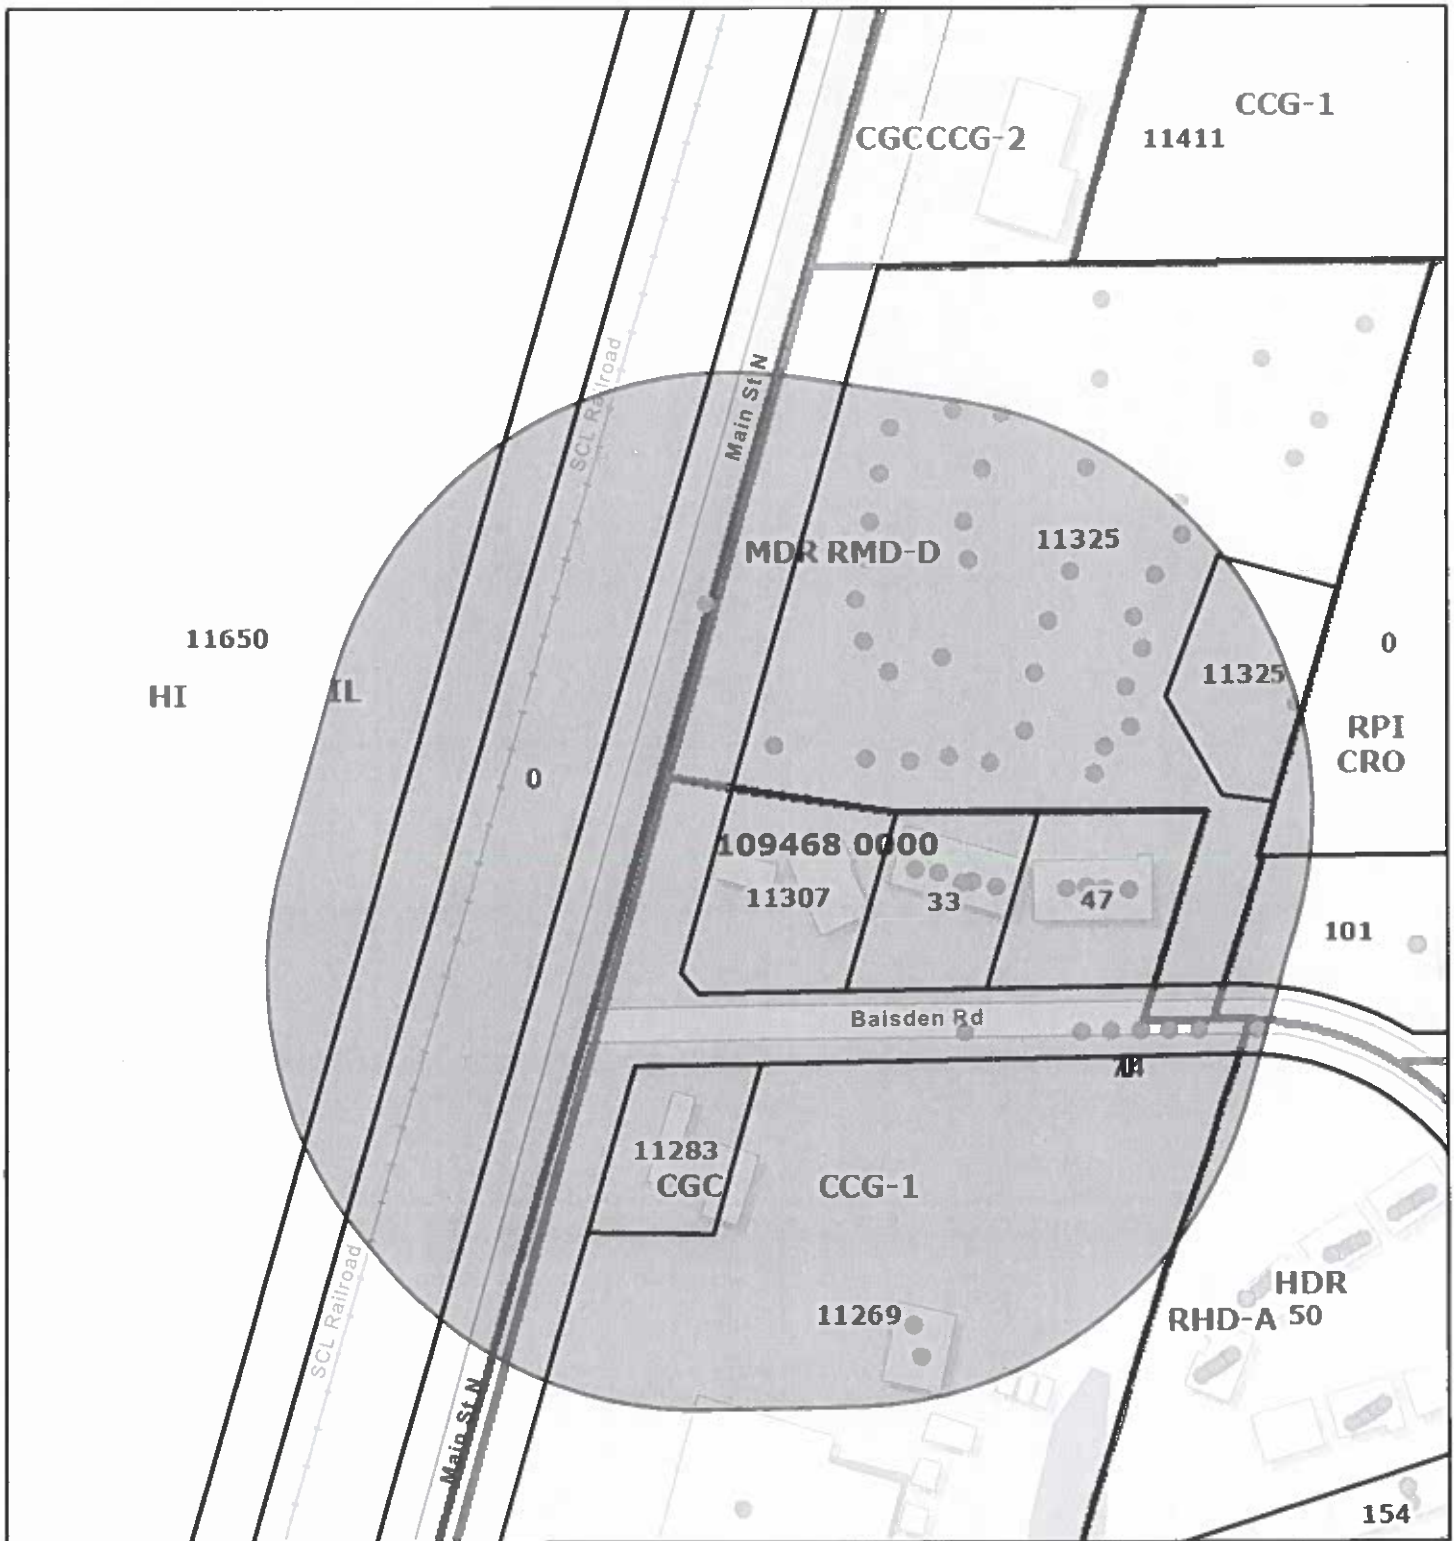 CCG-1
CGCCCG-2
11411
SCL Railroad
Main St N
11325
MDR RMD-D
11650
0
11325
HI
IL
RPI
CRO
0
109468 0000
11307
33
47
101
Baisden Rd
11283
CGC
CCG-1
HDR
RHD-A 50
11269
SCL Railroad
Main St N
154